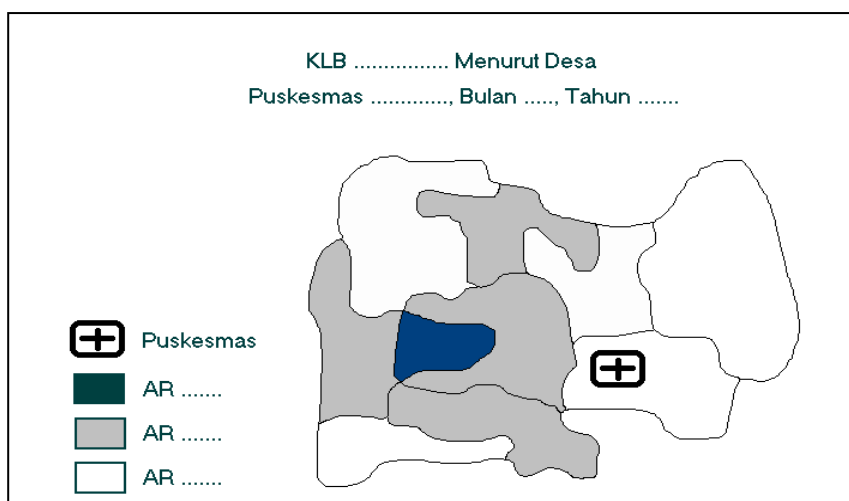 KLB ................ Menurut Desa
Puskesmas ............., Bulan ....., Tahun .......
Puskesmas
AR .......
AR .......
AR .......